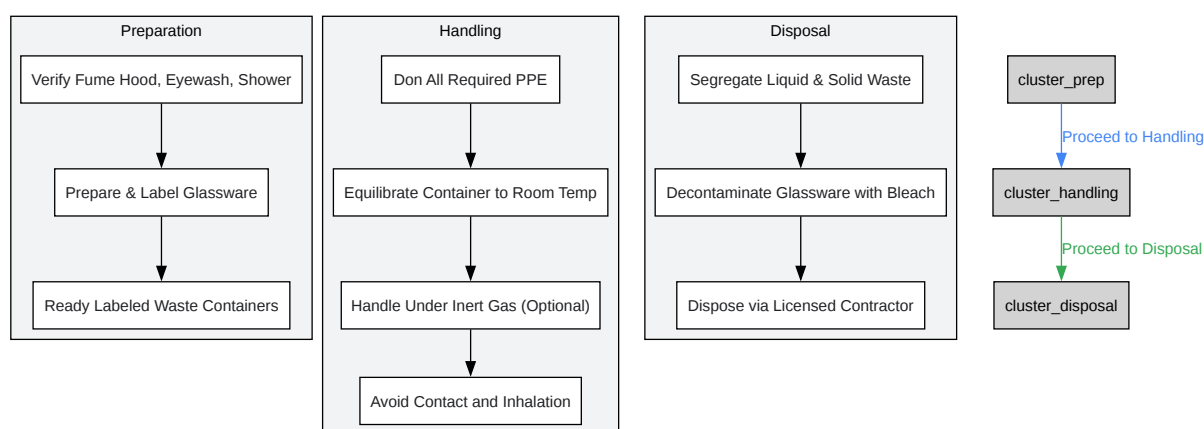 Preparation
Verify Fume Hood, Eyewash, Shower
Prepare & Label Glassware
Ready Labeled Waste Containers
Handling
Don All Required PPE
Equilibrate Container to Room Temp
Handle Under Inert Gas (Optional)
Avoid Contact and Inhalation
Disposal
Segregate Liquid & Solid Waste
Decontaminate Glassware with Bleach
Dispose via Licensed Contractor
cluster_prep
Proceed to Handling
cluster_handling
Proceed to Disposal
cluster_disposal